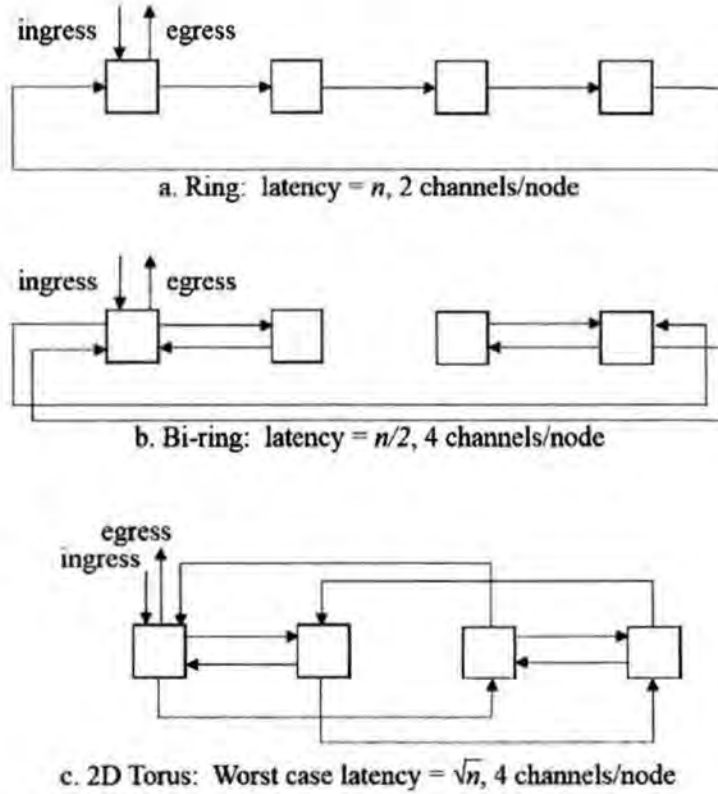 ingress egress
a. Ring: latency = n, 2 channels/node
ingress egress
b. Bi-ring: latency = n/2, 4 channels/node
egress
ingress
c. 2D Torus: Worst case latency = √n, 4 channels/node